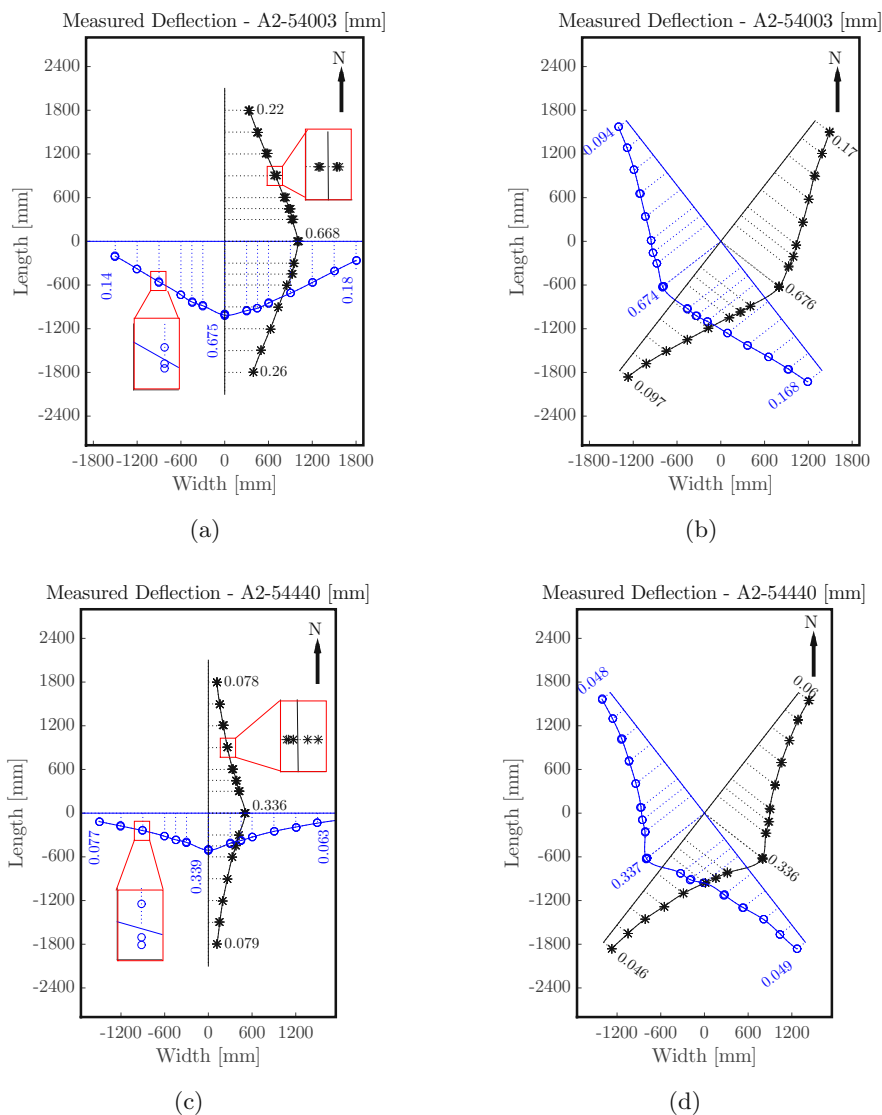 Measured Deflection - A2-54003 [mm]
N
2400
1800
1200
600
0
-600
-1200
-1800
-2400
Length [mm]
0.22
0.668
0.26
0.14
0.675
0.18
-1800 -1200 -600 0 600 1200 1800
Width [mm]
(a)
Measured Deflection - A2-54003 [mm]
N
2400
1800
1200
600
0
-600
-1200
-1800
-2400
Length [mm]
0.094
0.17
0.674
0.676
0.097
0.168
-1800 -1200 -600 0 600 1200 1800
Width [mm]
(b)
Measured Deflection - A2-54440 [mm]
N
2400
1800
1200
600
0
-600
-1200
-1800
-2400
Length [mm]
0.078
0.336
0.079
0.077
0.339
0.063
-1200 -600 0 600 1200
Width [mm]
(c)
Measured Deflection - A2-54440 [mm]
N
2400
1800
1200
600
0
-600
-1200
-1800
-2400
Length [mm]
0.048
0.06
0.337
0.336
0.046
0.049
-1200 -600 0 600 1200
Width [mm]
(d)